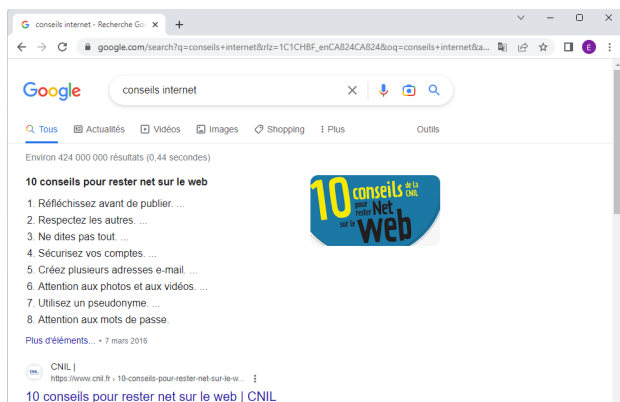 conseils internet - Recherche Goo
google.com/search?q=conseils+internet&rlz=1C1CHBF_enCA824CA824&oq=conseils+internet&a...
É
Google
conseils internet
Tous Actualités Vidéos Images Shopping Plus Outils
Environ 424 000 000 résultats (0,44 secondes)
10 conseils pour rester net sur le web
1. Réfléchissez avant de publier. ...
2. Respectez les autres. ...
3. Ne dites pas tout. ...
4. Sécurisez vos comptes. ...
5. Créez plusieurs adresses e-mail. ...
6. Attention aux photos et aux vidéos. ...
7. Utilisez un pseudonyme. ...
8. Attention aux mots de passe.
10 conseils de la CNIL
pour rester Net
sur le Web
Plus d'éléments... • 7 mars 2016
CNIL |
https://www.cnil.fr › 10-conseils-pour-rester-net-sur-le-w...
10 conseils pour rester net sur le web | CNIL